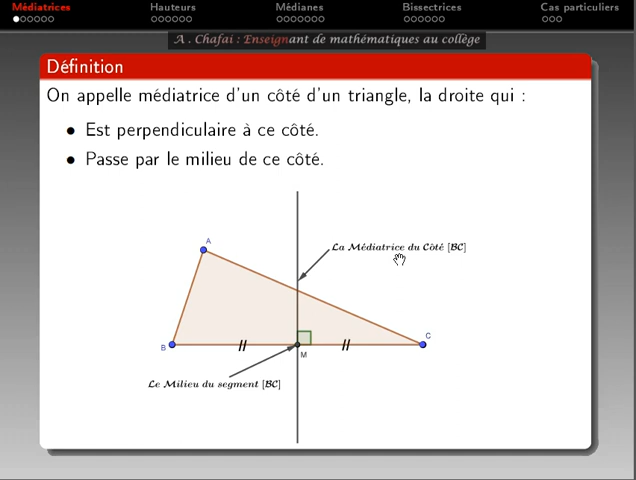 Médiatrices Hauteurs Médianes Bissectrices Cas particuliers
A . Chafai : Enseignant de mathématiques au collège
Définition
On appelle médiatrice d'un côté d'un triangle, la droite qui :
• Est perpendiculaire à ce côté.
• Passe par le milieu de ce côté.
A
La Médiatrice du Côté [BC]
C
B
M
Le Milieu du segment [BC]